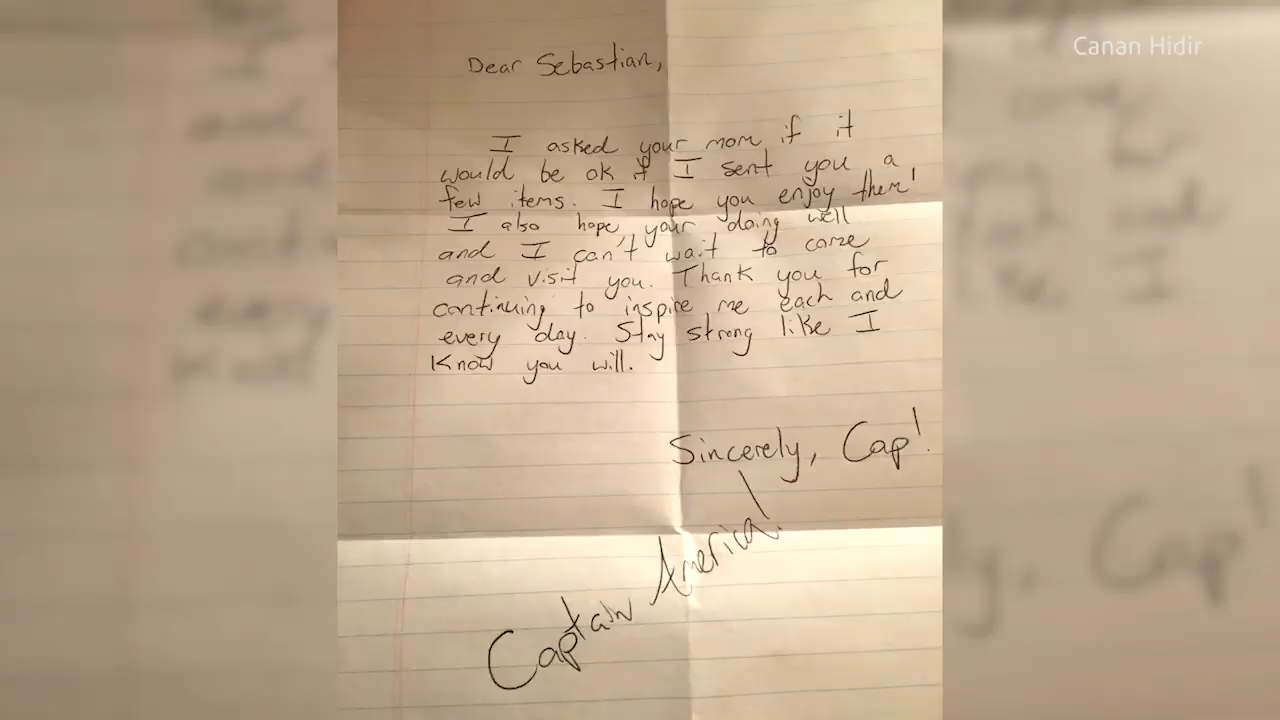 Canan Hidir
Dear Sebastian,
I asked your mom if it
would be ok if I sent you a
few items. I hope you enjoy them!
I also hope your doing well
and I can't wait to come
and visit you. Thank you for
continuing to inspire me each and
every day. Stay strong like I
Know you will.
Sincerely, Cap!
Captain America!